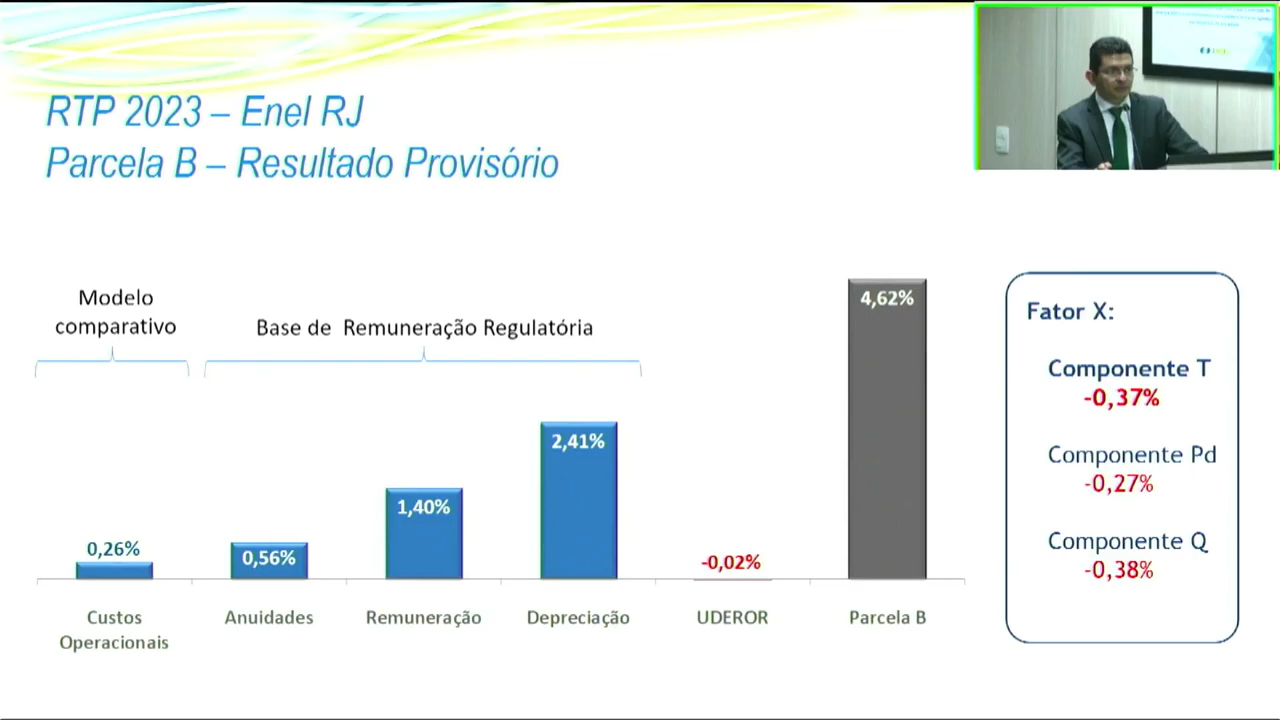 RTP 2023 – Enel RJ
Parcela B – Resultado Provisório
Modelo
comparativo
Base de Remuneração Regulatória
0,26%
0,56%
1,40%
2,41%
-0,02%
4,62%
Custos
Operacionais
Anuidades
Remuneração
Depreciação
UDEROR
Parcela B
Fator X:
Componente T
-0,37%
Componente Pd
-0,27%
Componente Q
-0,38%